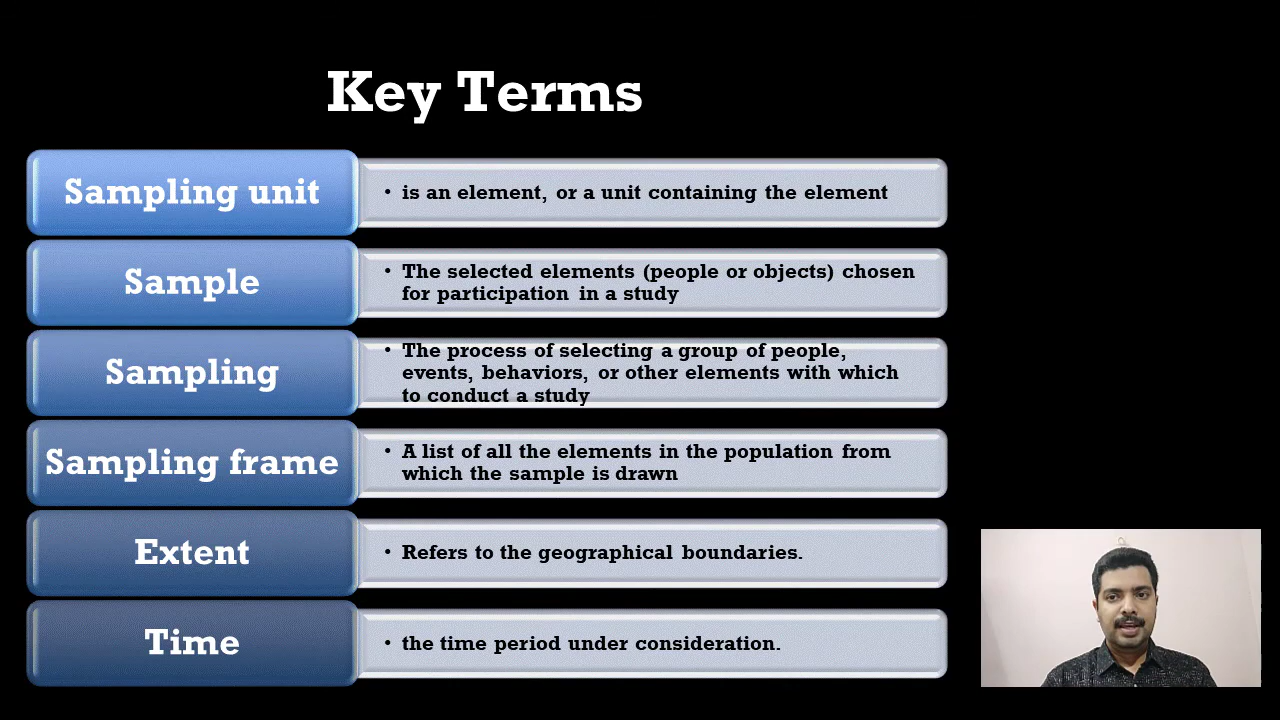 Key Terms
Sampling unit
• is an element, or a unit containing the element
Sample
• The selected elements (people or objects) chosen
for participation in a study
Sampling
• The process of selecting a group of people,
events, behaviors, or other elements with which
to conduct a study
Sampling frame
• A list of all the elements in the population from
which the sample is drawn
Extent
• Refers to the geographical boundaries.
Time
• the time period under consideration.